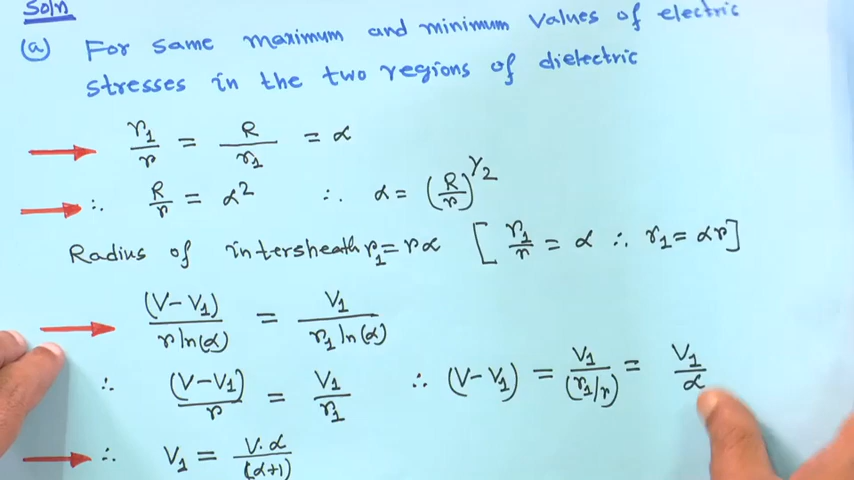 Soln
(a) For same maximum and minimum values of electric
stresses in the two regions of dielectric
r₁/r = R/r₁ = α
∴ R/r = α² ∴ α = (R/r)^1/2
Radius of intersheath r₁=rα [ r₁/r = α ∴ r₁= αr]
(V-V₁)/(r ln(α)) = V₁/(r₁ ln(α))
∴ (V-V₁)/r = V₁/r₁ ∴ (V-V₁) = V₁/(r₁/r) = V₁/α
∴ V₁ = V.α/(α+1)